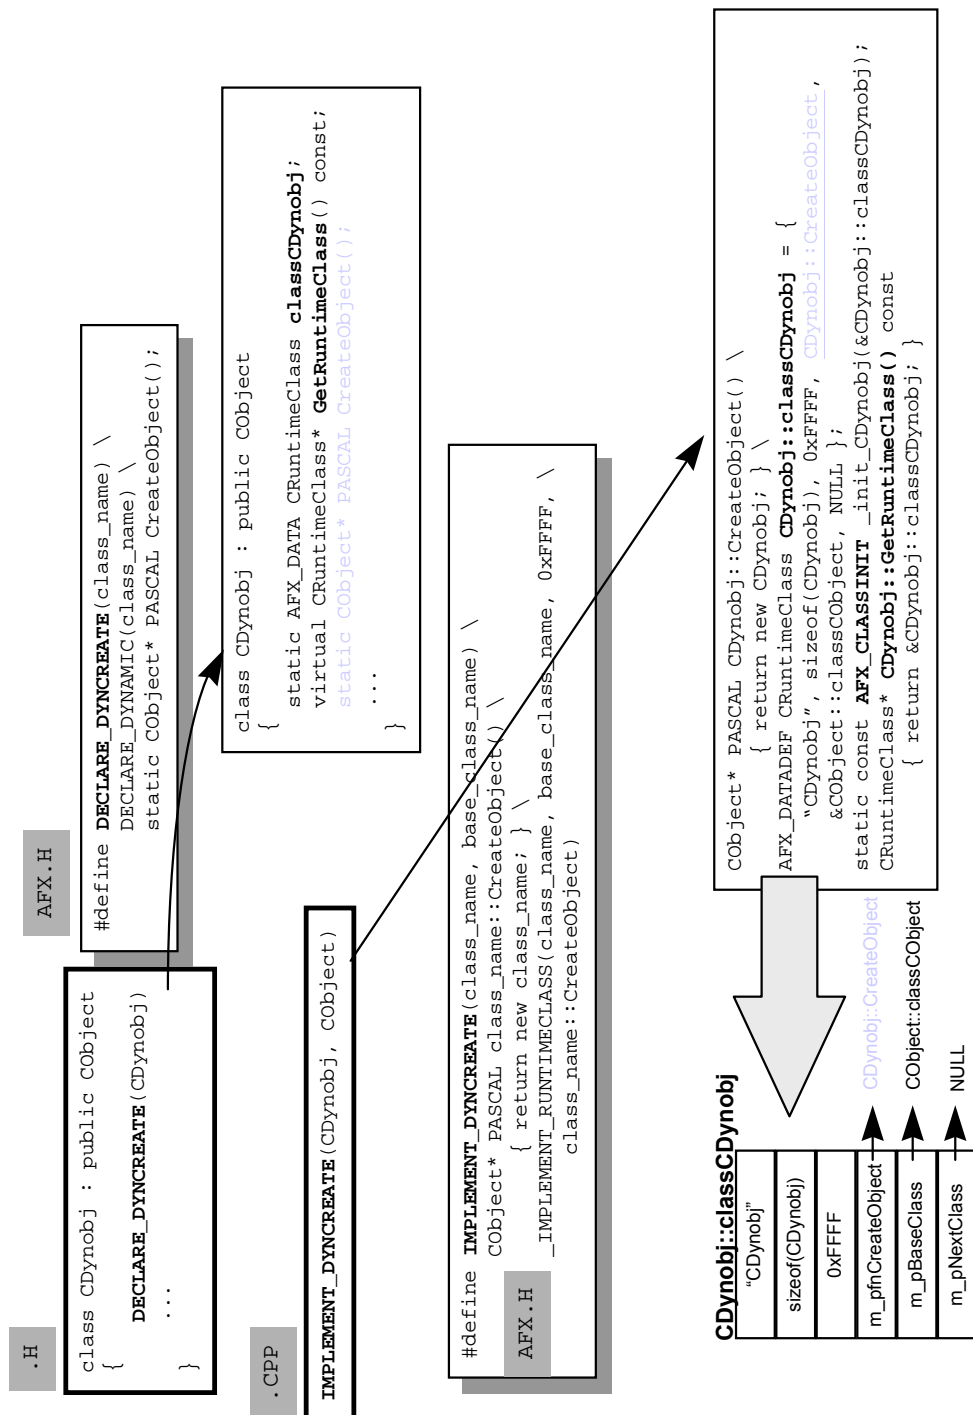 .H
class CDynobj : public CObject
{
DECLARE_DYNCREATE(CDynobj)
...
}
AFX.H
#define DECLARE_DYNCREATE(class_name) \
DECLARE_DYNAMIC(class_name) \
static CObject* PASCAL CreateObject();
class CDynobj : public CObject
{
static AFX_DATA CRuntimeClass classCDynobj;
virtual CRuntimeClass* GetRuntimeClass() const;
static CObject* PASCAL CreateObject();
...
}
.CPP
IMPLEMENT_DYNCREATE(CDynobj, CObject)
#define IMPLEMENT_DYNCREATE(class_name, base_class_name) \
CObject* PASCAL class_name::CreateObject() \
{ return new class_name; } \
_IMPLEMENT_RUNTIMECLASS(class_name, base_class_name, 0xFFFF, \
class_name::CreateObject)
AFX.H
CObject* PASCAL CDynobj::CreateObject() \
{ return new CDynobj; } \
AFX_DATADEF CRuntimeClass CDynobj::classCDynobj = {
“CDynobj”, sizeof(CDynobj), 0xFFFF, CDynobj::CreateObject,
&CObject::classCObject, NULL };
static const AFX_CLASSINIT _init_CDynobj(&CDynobj::classCDynobj);
CRuntimeClass* CDynobj::GetRuntimeClass() const
{ return &CDynobj::classCDynobj; }
CDynobj::classCDynobj
“CDynobj”
sizeof(CDynobj)
0xFFFF
m_pfnCreateObject CDynobj::CreateObject
m_pBaseClass CObject::classCObject
m_pNextClass NULL